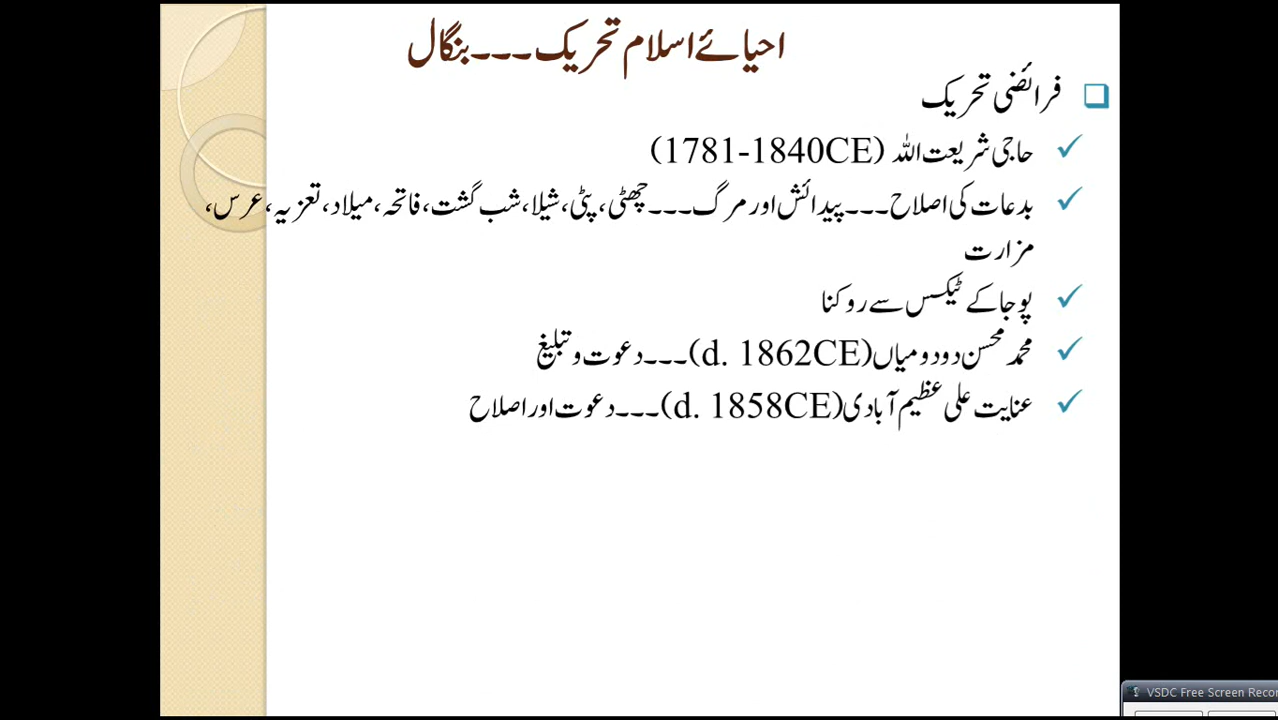 احیائے اسلام تحریک۔۔۔بنگال
فرائضی تحریک
حاجی شریعت اللہ (1781-1840CE)
بدعات کی اصلاح۔۔۔پیدائش اور مرگ۔۔۔چھٹی، پٹی، شیلا، شب گشت، فاتحہ، میلاد، تعزیہ، عرس،
مزارت
پوجا کے ٹیکس سے روکنا
محمد محسن دودو میاں (d. 1862CE)۔۔۔دعوت و تبلیغ
عنایت علی عظیم آبادی (d. 1858CE)۔۔۔دعوت اور اصلاح
VSDC Free Screen Recor